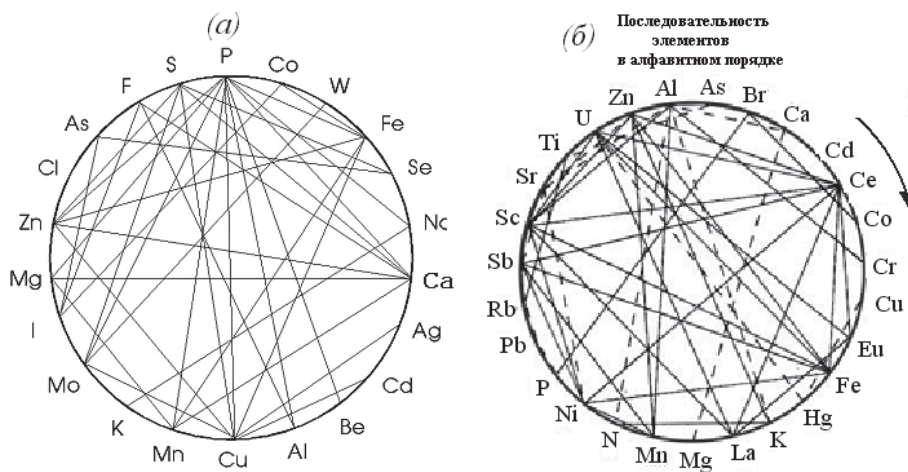 (а)
P
Co
W
Fe
Se
Nc
Ca
Ag
Cd
Be
Al
Cu
Mn
K
Mo
I
Mg
Zn
Cl
As
F
S
(б)
Последовательность
элементов
в алфавитном порядке
Al
As
Br
Ca
Cd
Ce
Co
Cr
Cu
Eu
Fe
Hg
K
La
Mg
Mn
N
Ni
P
Pb
Rb
Sb
Sc
Sr
Ti
U
Zn